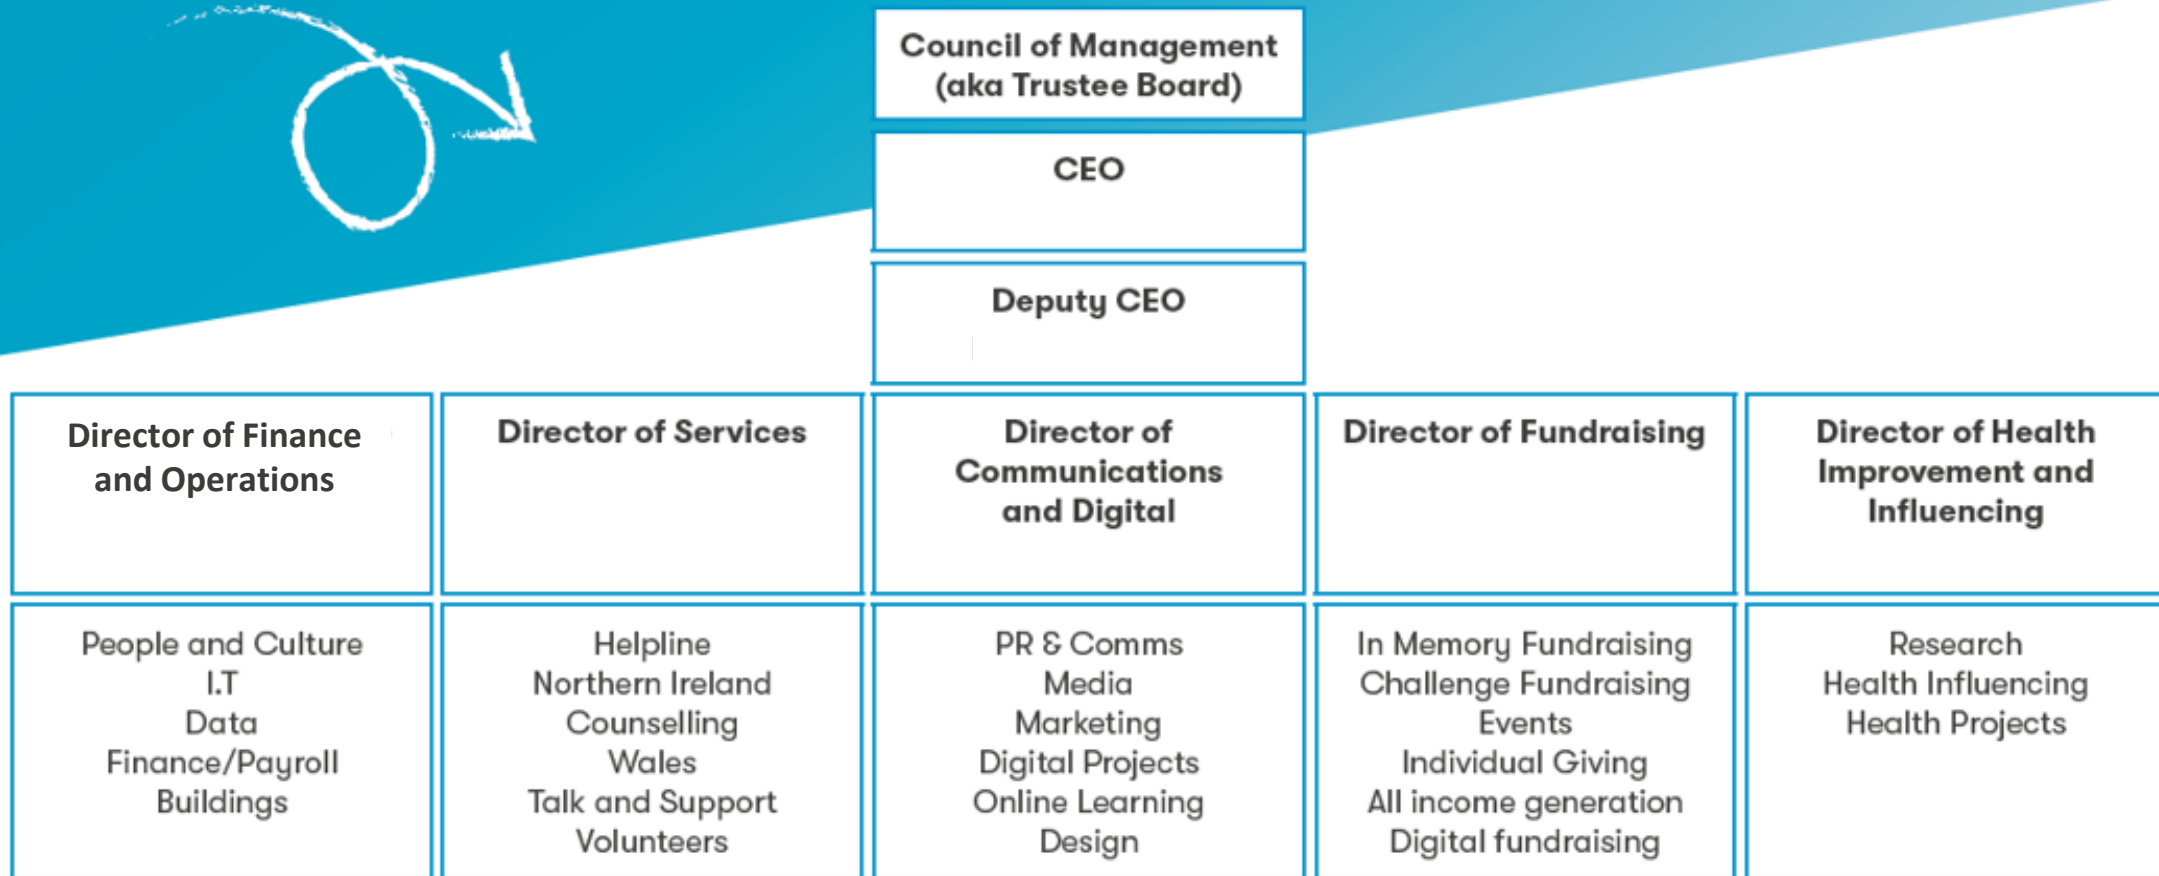 Council of Management
(aka Trustee Board)
CEO
Deputy CEO
Director of Finance
and Operations
Director of Services
Director of
Communications
and Digital
Director of Fundraising
Director of Health
Improvement and
Influencing
People and Culture
I.T
Data
Finance/Payroll
Buildings
Helpline
Northern Ireland
Counselling
Wales
Talk and Support
Volunteers
PR & Comms
Media
Marketing
Digital Projects
Online Learning
Design
In Memory Fundraising
Challenge Fundraising
Events
Individual Giving
All income generation
Digital fundraising
Research
Health Influencing
Health Projects